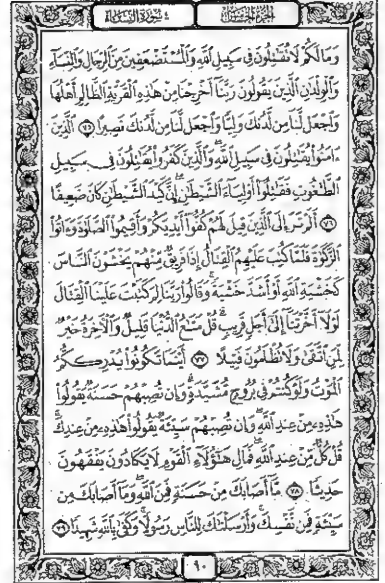 الجزء الخامس سورة النساء
وَمَا لَكُمْ لَا تُقَٰتِلُونَ فِى سَبِيلِ ٱللَّهِ وَٱلْمُسْتَضْعَفِينَ مِنَ ٱلرِّجَالِ وَٱلنِّسَآءِ
وَٱلْوِلْدَٰنِ ٱلَّذِينَ يَقُولُونَ رَبَّنَآ أَخْرِجْنَا مِنْ هَٰذِهِ ٱلْقَرْيَةِ ٱلظَّالِمِ أَهْلُهَا
وَٱجْعَل لَّنَا مِن لَّدُنكَ وَلِيًّا وَٱجْعَل لَّنَا مِن لَّدُنكَ نَصِيرًا ٧٥ ٱلَّذِينَ
ءَامَنُوا۟ يُقَٰتِلُونَ فِى سَبِيلِ ٱللَّهِ وَٱلَّذِينَ كَفَرُوا۟ يُقَٰتِلُونَ فِى سَبِيلِ
ٱلطَّٰغُوتِ فَقَٰتِلُوٓا۟ أَوْلِيَآءَ ٱلشَّيْطَٰنِ إِنَّ كَيْدَ ٱلشَّيْطَٰنِ كَانَ ضَعِيفًا
٧٦ أَلَمْ تَرَ إِلَى ٱلَّذِينَ قِيلَ لَهُمْ كُفُّوٓا۟ أَيْدِيَكُمْ وَأَقِيمُوا۟ ٱلصَّلَوٰةَ وَءَاتُوا۟
ٱلزَّكَوٰةَ فَلَمَّا كُتِبَ عَلَيْهِمُ ٱلْقِتَالُ إِذَا فَرِيقٌ مِّنْهُمْ يَخْشَوْنَ ٱلنَّاسَ
كَخَشْيَةِ ٱللَّهِ أَوْ أَشَدَّ خَشْيَةً وَقَالُوا۟ رَبَّنَا لِمَ كَتَبْتَ عَلَيْنَا ٱلْقِتَالَ
لَوْلَآ أَخَّرْتَنَآ إِلَىٰٓ أَجَلٍ قَرِيبٍ قُلْ مَتَٰعُ ٱلدُّنْيَا قَلِيلٌ وَٱلْءَاخِرَةُ خَيْرٌ
لِّمَنِ ٱتَّقَىٰ وَلَا تُظْلَمُونَ فَتِيلًا ٧٧ أَيْنَمَا تَكُونُوا۟ يُدْرِككُّمُ
ٱلْمَوْتُ وَلَوْ كُنتُمْ فِى بُرُوجٍ مُّشَيَّدَةٍ وَإِن تُصِبْهُمْ حَسَنَةٌ يَقُولُوا۟
هَٰذِهِۦ مِنْ عِندِ ٱللَّهِ وَإِن تُصِبْهُمْ سَيِّئَةٌ يَقُولُوا۟ هَٰذِهِۦ مِنْ عِندِكَ
قُلْ كُلٌّ مِّنْ عِندِ ٱللَّهِ فَمَالِ هَٰٓؤُلَآءِ ٱلْقَوْمِ لَا يَكَادُونَ يَفْقَهُونَ
حَدِيثًا ٧٨ مَّآ أَصَابَكَ مِنْ حَسَنَةٍ فَمِنَ ٱللَّهِ وَمَآ أَصَابَكَ مِن
سَيِّئَةٍ فَمِن نَّفْسِكَ وَأَرْسَلْنَٰكَ لِلنَّاسِ رَسُولًا وَكَفَىٰ بِٱللَّهِ شَهِيدًا ٧٩
٩٠